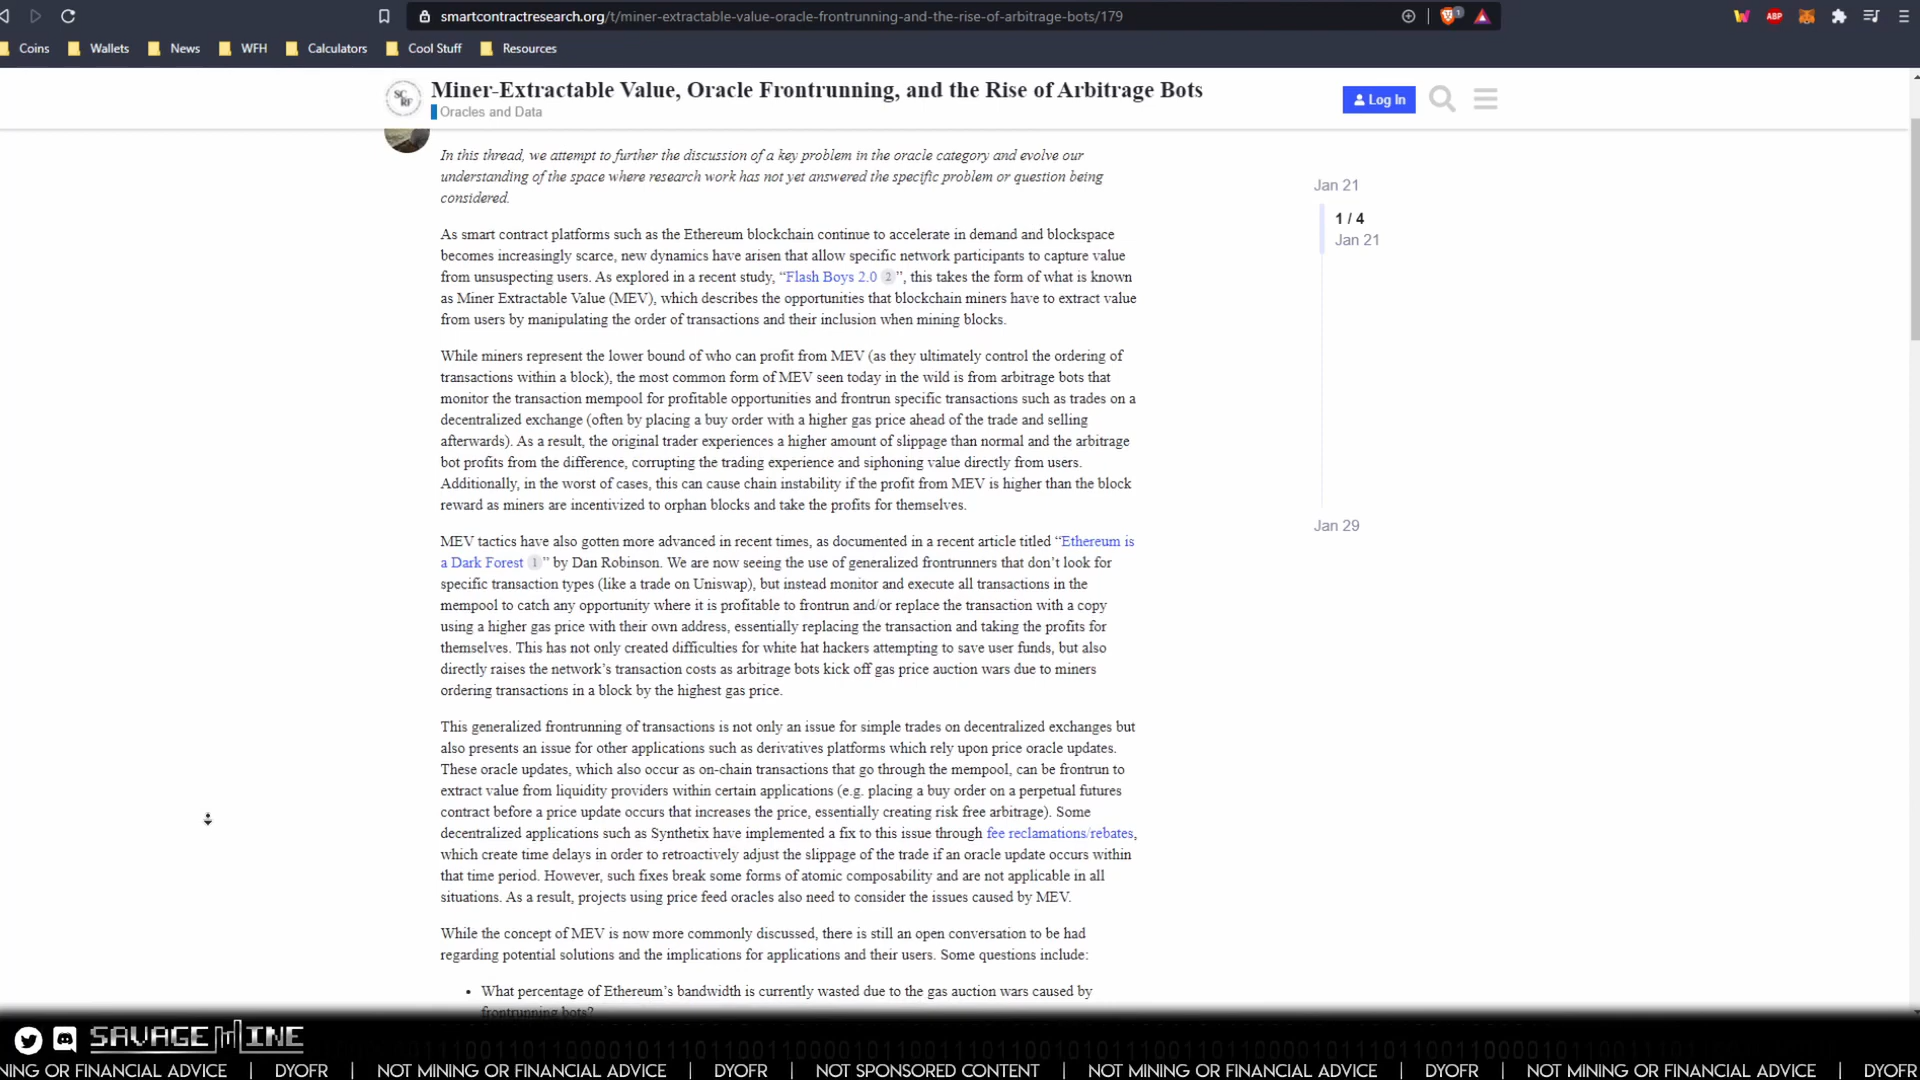 smartcontractresearch.org/t/miner-extractable-value-oracle-frontrunning-and-the-rise-of-arbitrage-bots/179
1
ABP
Coins
Wallets
News
WFH
Calculators
Cool Stuff
Resources
SCRF
Miner-Extractable Value, Oracle Frontrunning, and the Rise of Arbitrage Bots
Oracles and Data
Log In
In this thread, we attempt to further the discussion of a key problem in the oracle category and evolve our
understanding of the space where research work has not yet answered the specific problem or question being
considered.
As smart contract platforms such as the Ethereum blockchain continue to accelerate in demand and blockspace
becomes increasingly scarce, new dynamics have arisen that allow specific network participants to capture value
from unsuspecting users. As explored in a recent study, “Flash Boys 2.0 2”, this takes the form of what is known
as Miner Extractable Value (MEV), which describes the opportunities that blockchain miners have to extract value
from users by manipulating the order of transactions and their inclusion when mining blocks.
While miners represent the lower bound of who can profit from MEV (as they ultimately control the ordering of
transactions within a block), the most common form of MEV seen today in the wild is from arbitrage bots that
monitor the transaction mempool for profitable opportunities and frontrun specific transactions such as trades on a
decentralized exchange (often by placing a buy order with a higher gas price ahead of the trade and selling
afterwards). As a result, the original trader experiences a higher amount of slippage than normal and the arbitrage
bot profits from the difference, corrupting the trading experience and siphoning value directly from users.
Additionally, in the worst of cases, this can cause chain instability if the profit from MEV is higher than the block
reward as miners are incentivized to orphan blocks and take the profits for themselves.
MEV tactics have also gotten more advanced in recent times, as documented in a recent article titled “Ethereum is
a Dark Forest 1” by Dan Robinson. We are now seeing the use of generalized frontrunners that don’t look for
specific transaction types (like a trade on Uniswap), but instead monitor and execute all transactions in the
mempool to catch any opportunity where it is profitable to frontrun and/or replace the transaction with a copy
using a higher gas price with their own address, essentially replacing the transaction and taking the profits for
themselves. This has not only created difficulties for white hat hackers attempting to save user funds, but also
directly raises the network’s transaction costs as arbitrage bots kick off gas price auction wars due to miners
ordering transactions in a block by the highest gas price.
This generalized frontrunning of transactions is not only an issue for simple trades on decentralized exchanges but
also presents an issue for other applications such as derivatives platforms which rely upon price oracle updates.
These oracle updates, which also occur as on-chain transactions that go through the mempool, can be frontrun to
extract value from liquidity providers within certain applications (e.g. placing a buy order on a perpetual futures
contract before a price update occurs that increases the price, essentially creating risk free arbitrage). Some
decentralized applications such as Synthetix have implemented a fix to this issue through fee reclamations/rebates,
which create time delays in order to retroactively adjust the slippage of the trade if an oracle update occurs within
that time period. However, such fixes break some forms of atomic composability and are not applicable in all
situations. As a result, projects using price feed oracles also need to consider the issues caused by MEV.
While the concept of MEV is now more commonly discussed, there is still an open conversation to be had
regarding potential solutions and the implications for applications and their users. Some questions include:
• What percentage of Ethereum’s bandwidth is currently wasted due to the gas auction wars caused by
frontrunning bots?
Jan 21
1 / 4
Jan 21
Jan 29
SAVAGE MINE
NING OR FINANCIAL ADVICE | DYOFR | NOT MINING OR FINANCIAL ADVICE | DYOFR | NOT SPONSORED CONTENT | NOT MINING OR FINANCIAL ADVICE | DYOFR | NOT MINING OR FINANCIAL ADVICE | DYOFR